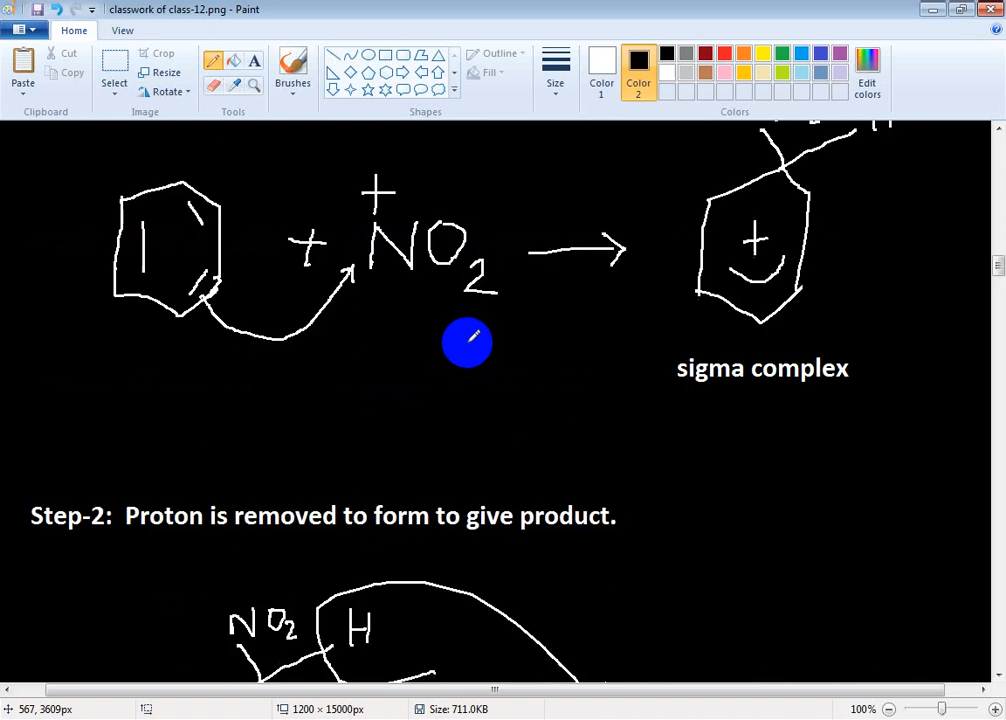 classwork of class-12.png - Paint
Home View
Cut
Copy
Paste
Clipboard
Select
Crop
Resize
Rotate
Image
A
Tools
Brushes
Shapes
Outline
Fill
Size
Color 1
Color 2
Edit colors
Colors
+ + NO2
+
sigma complex
Step-2: Proton is removed to form to give product.
NO2 H
567, 3609px
1200 × 15000px
Size: 711.0KB
100%